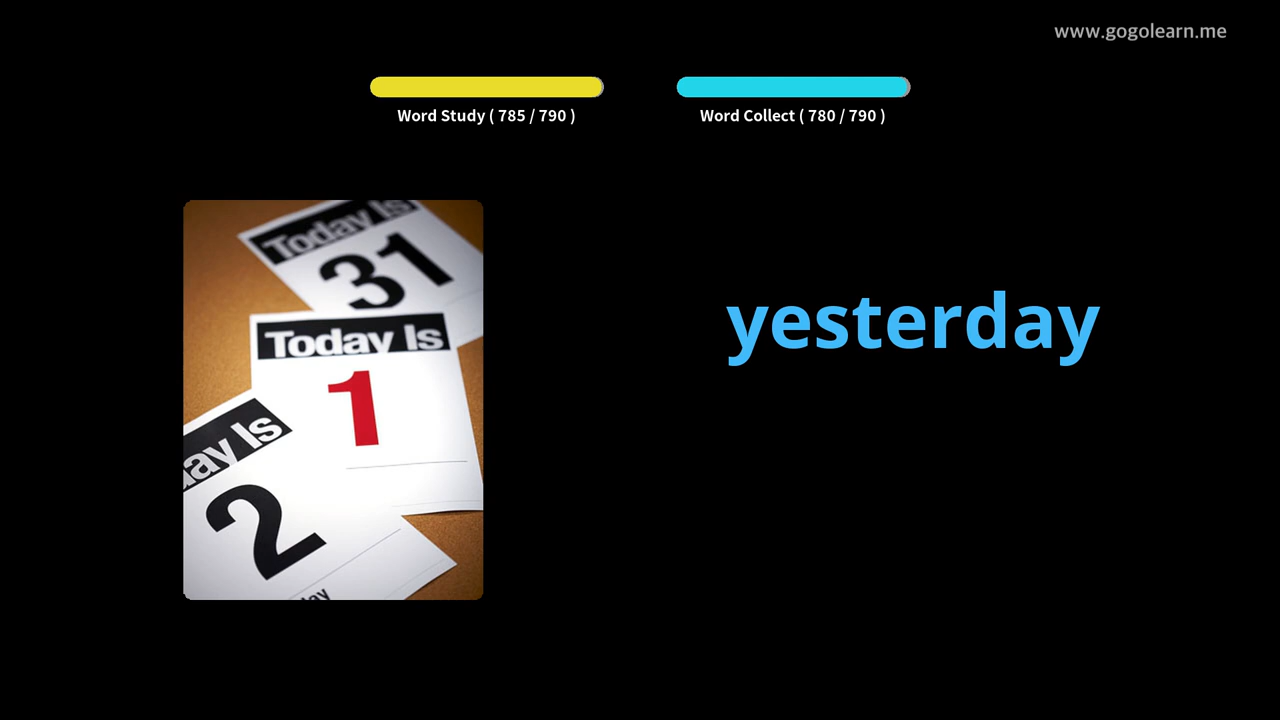 www.gogolearn.me
Word Study ( 785 / 790 )
Word Collect ( 780 / 790 )
Today Is
31
Today Is
1
yesterday
ay Is
2
ay